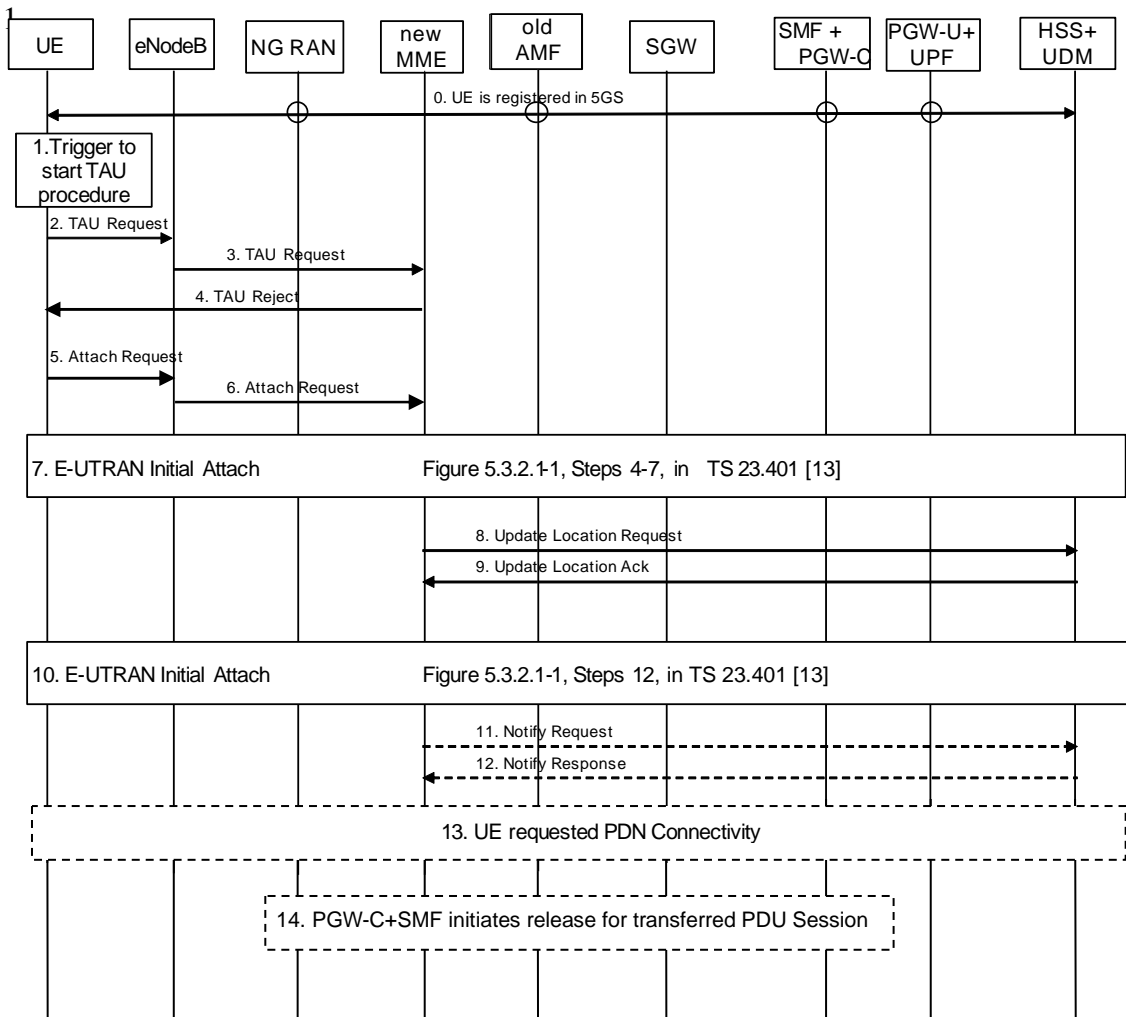 1
UE
eNodeB
NG RAN
new
MME
old
AMF
SGW
SMF +
PGW-C
PGW-U+
UPF
HSS+
UDM
0. UE is registered in 5GS
1.Trigger to
start TAU
procedure
2. TAU Request
3. TAU Request
4. TAU Reject
5. Attach Request
6. Attach Request
7. E-UTRAN Initial Attach Figure 5.3.2.1-1, Steps 4-7, in TS 23.401 [13]
8. Update Location Request
9. Update Location Ack
10. E-UTRAN Initial Attach Figure 5.3.2.1-1, Steps 12, in TS 23.401 [13]
11. Notify Request
12. Notify Response
13. UE requested PDN Connectivity
14. PGW-C+SMF initiates release for transferred PDU Session